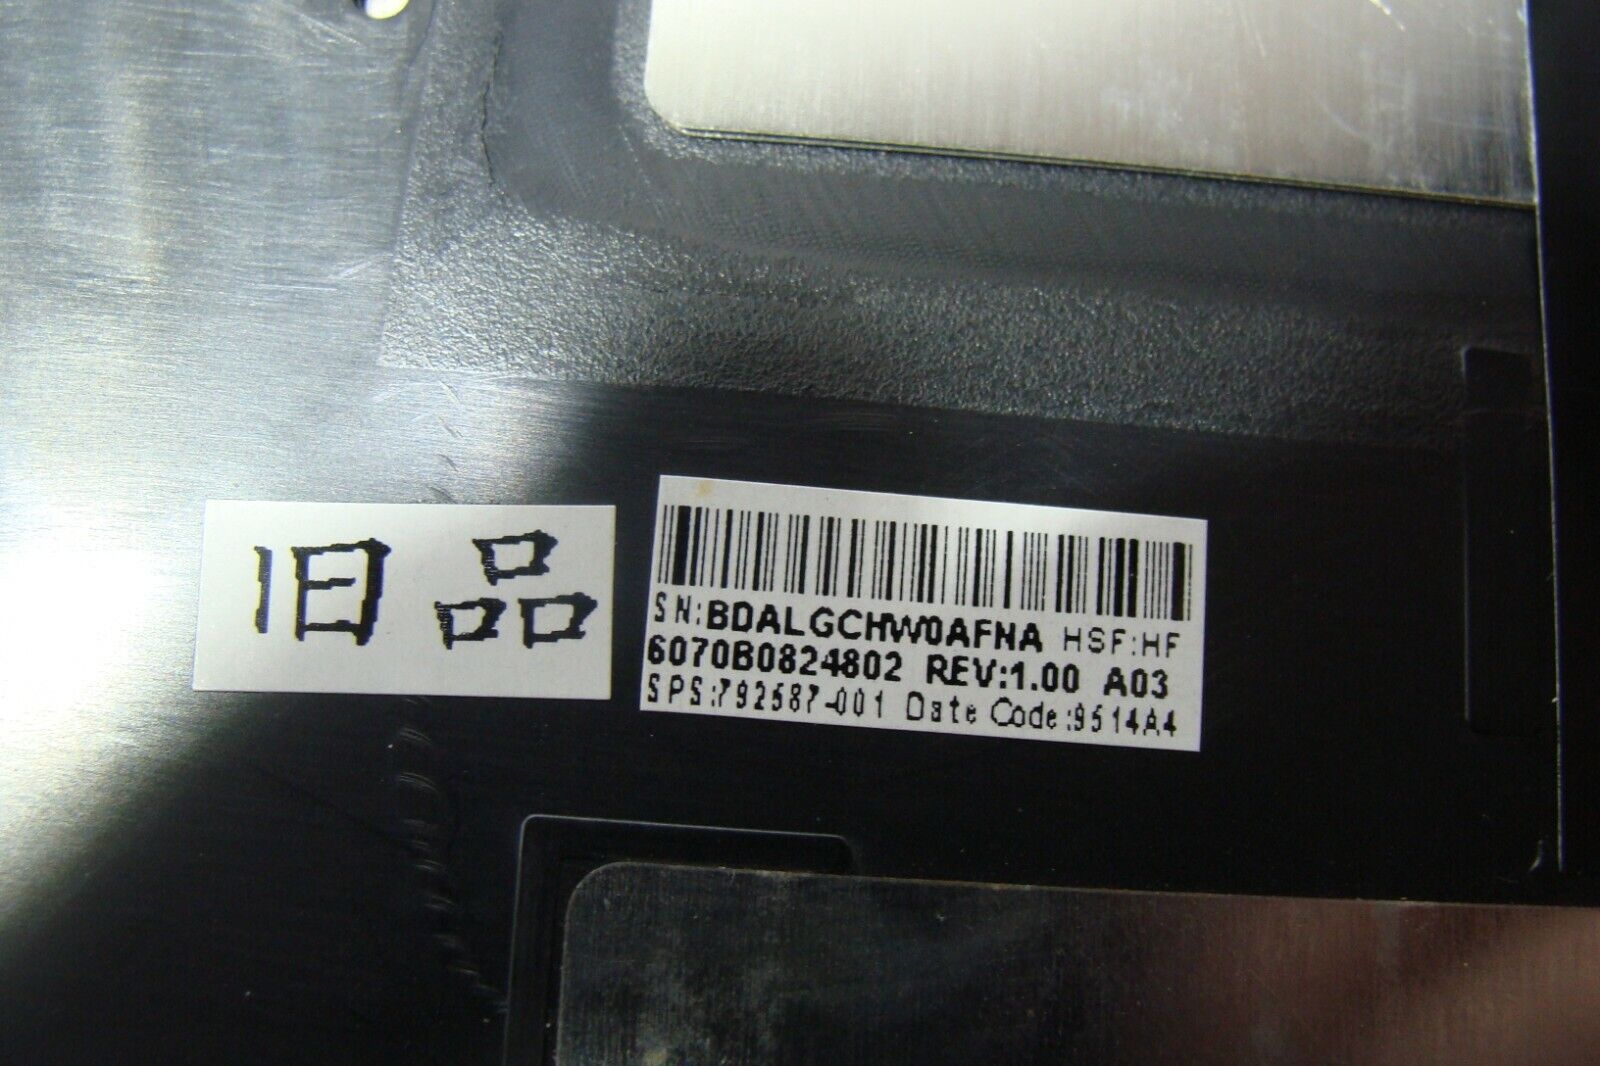 旧品
SN:BDALGCHW0AFNA HSF:HF
6070B0824802 REV:1.00 A03
SPS:792587-001 Date Code:9514A4